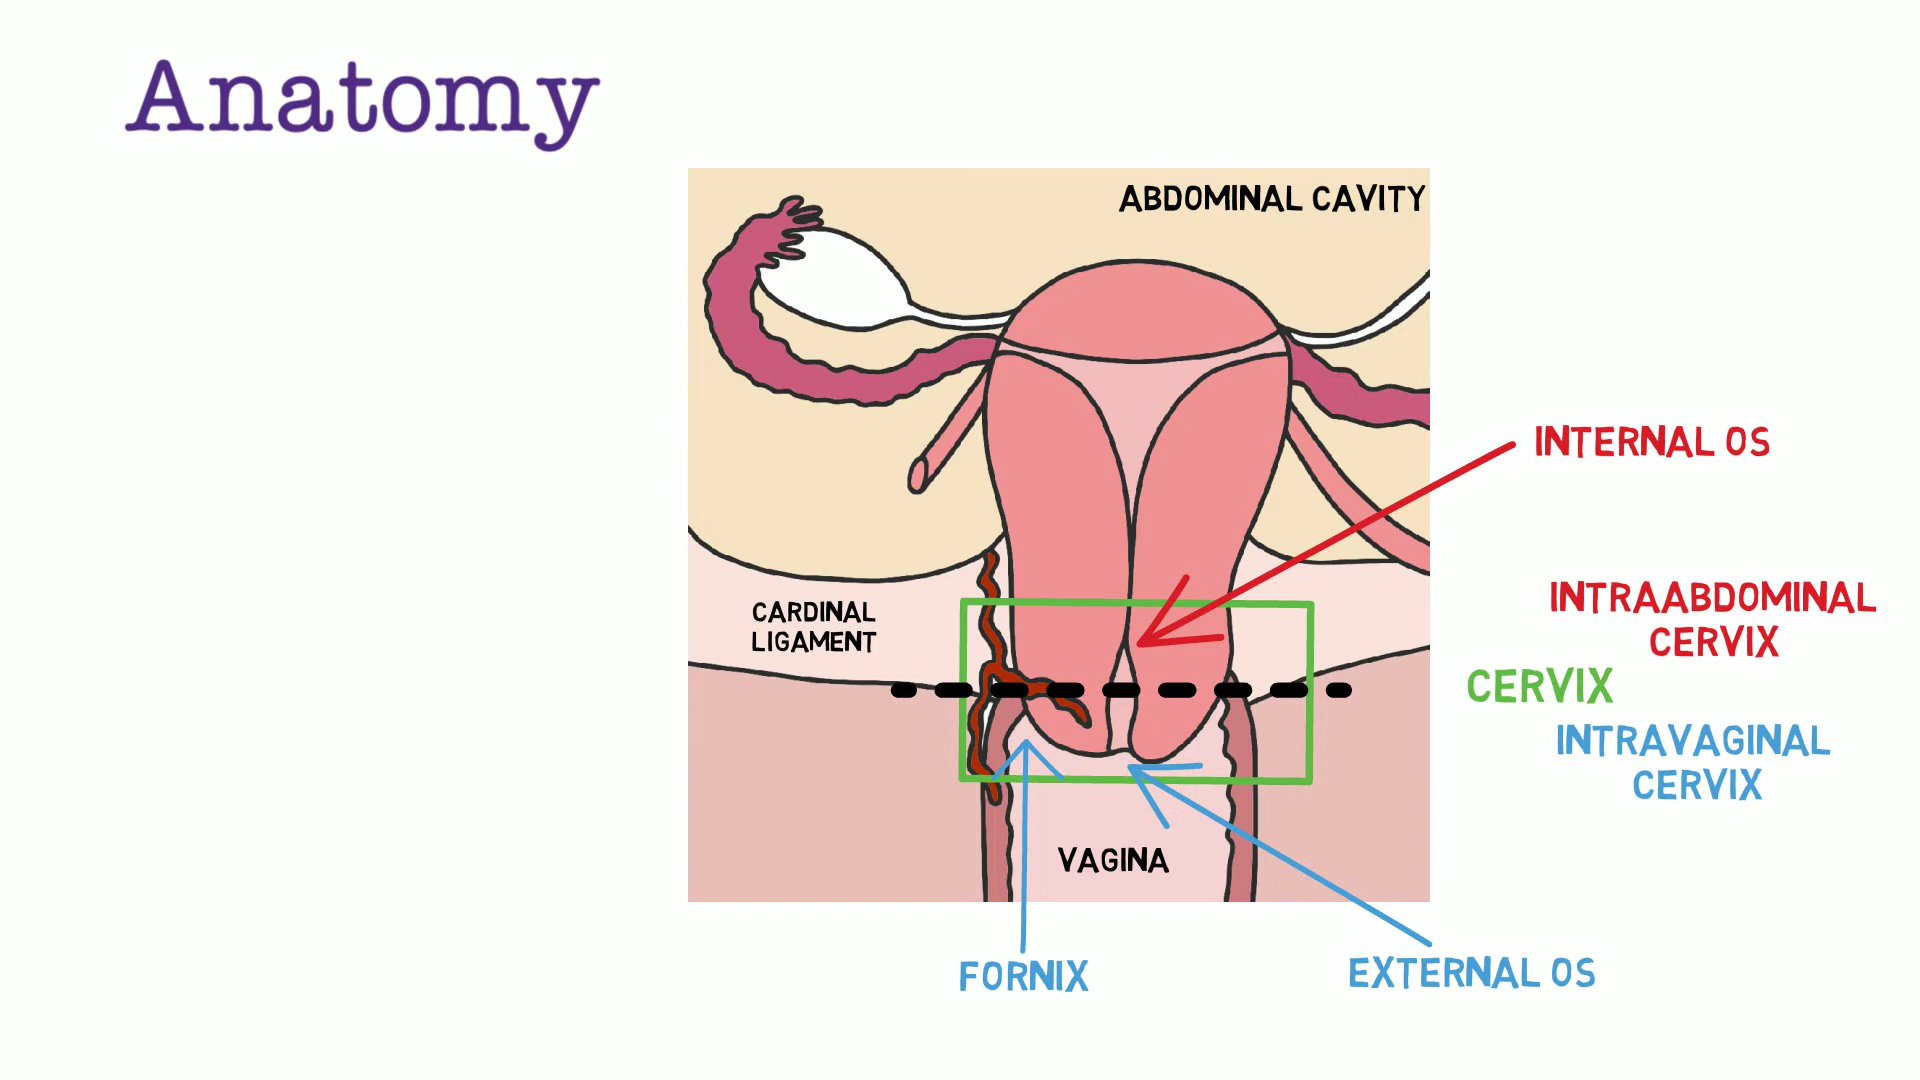 Anatomy
ABDOMINAL CAVITY
INTERNAL OS
CARDINAL
LIGAMENT
INTRAABDOMINAL
CERVIX
CERVIX
INTRAVAGINAL
CERVIX
VAGINA
FORNIX
EXTERNAL OS